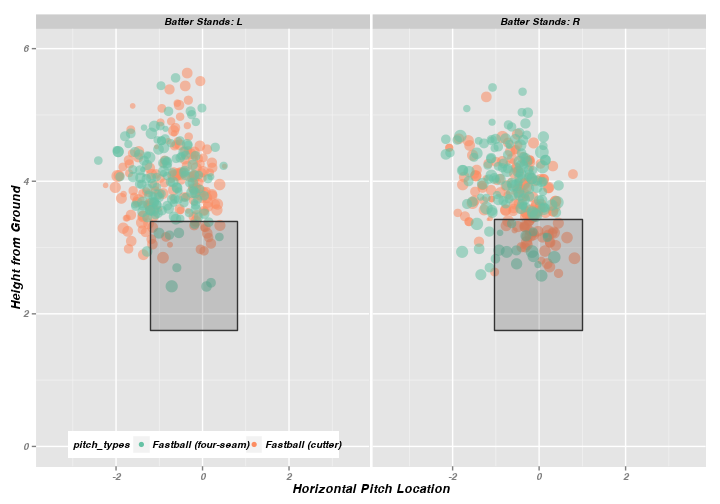 Batter Stands: L
Batter Stands: R
6
4
2
0
Height from Ground
pitch_types
Fastball (four-seam)
Fastball (cutter)
-2
0
2
-2
0
2
Horizontal Pitch Location